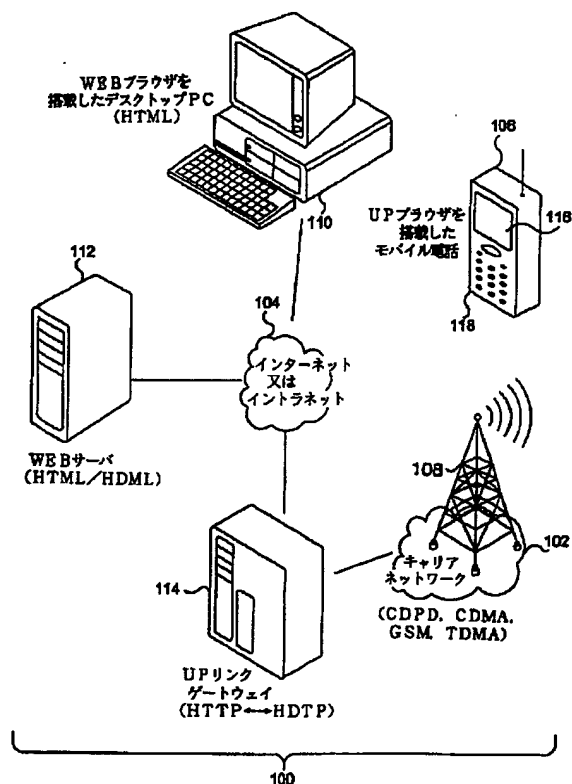 WEBブラウザを
搭載したデスクトップPC
(HTML)
110
106
116
UPブラウザを
搭載した
モバイル電話
118
112
104
インターネット
又は
イントラネット
WEBサーバ
(HTML/HDML)
108
キャリア
ネットワーク
102
(CDPD, CDMA,
GSM, TDMA)
114
UPリンク
ゲートウェイ
(HTTP⟷HDTP)
100